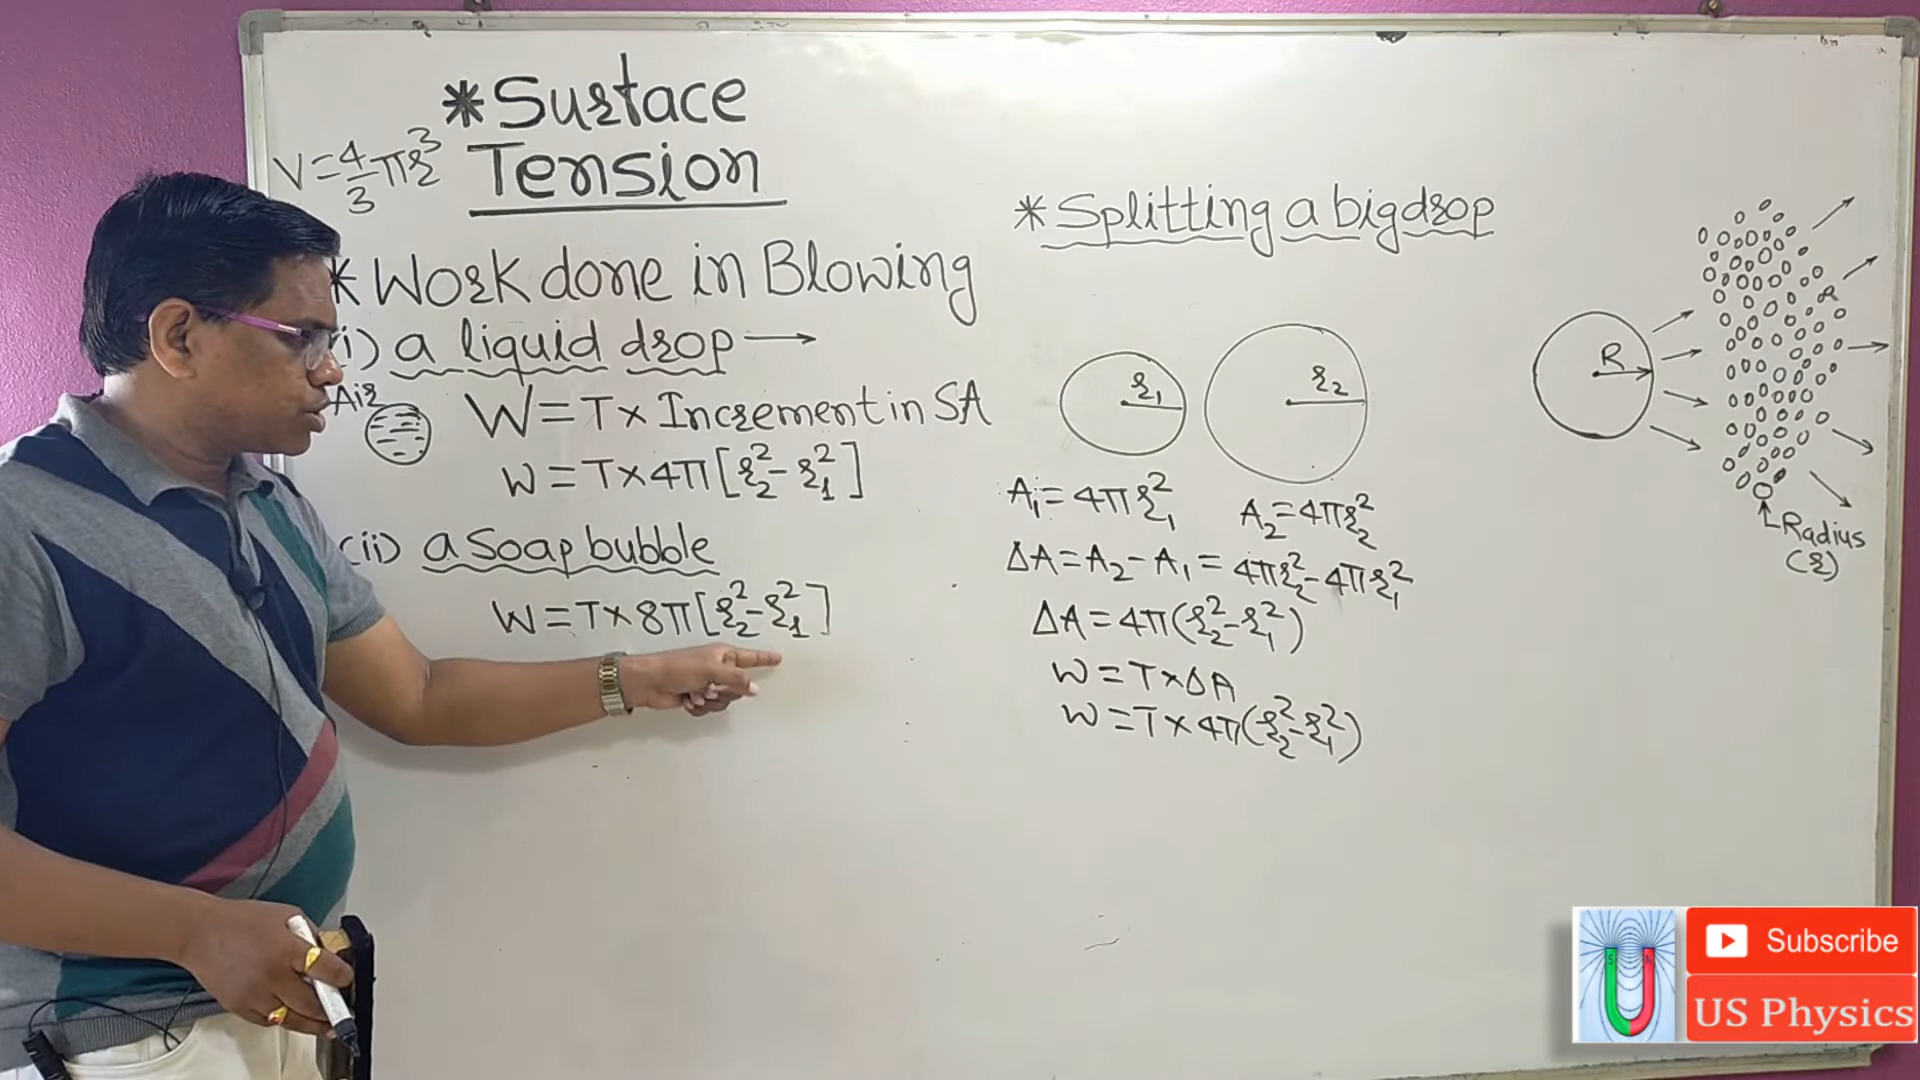 *Surface
Tension
V=4/3πr³
*Work done in Blowing
i) a liquid drop→
Air
W=T×Increment in SA
W=T×4π[r₂²-r₁²]
(ii) a Soap bubble
W=T×8π[r₂²-r₁²]
*Splitting a big drop
r₁
r₂
A₁=4πr₁²
A₂=4πr₂²
ΔA=A₂-A₁=4πr₂²-4πr₁²
ΔA=4π(r₂²-r₁²)
W=T×ΔA
W=T×4π(r₂²-r₁²)
R
Radius
(r)
Subscribe
US Physics